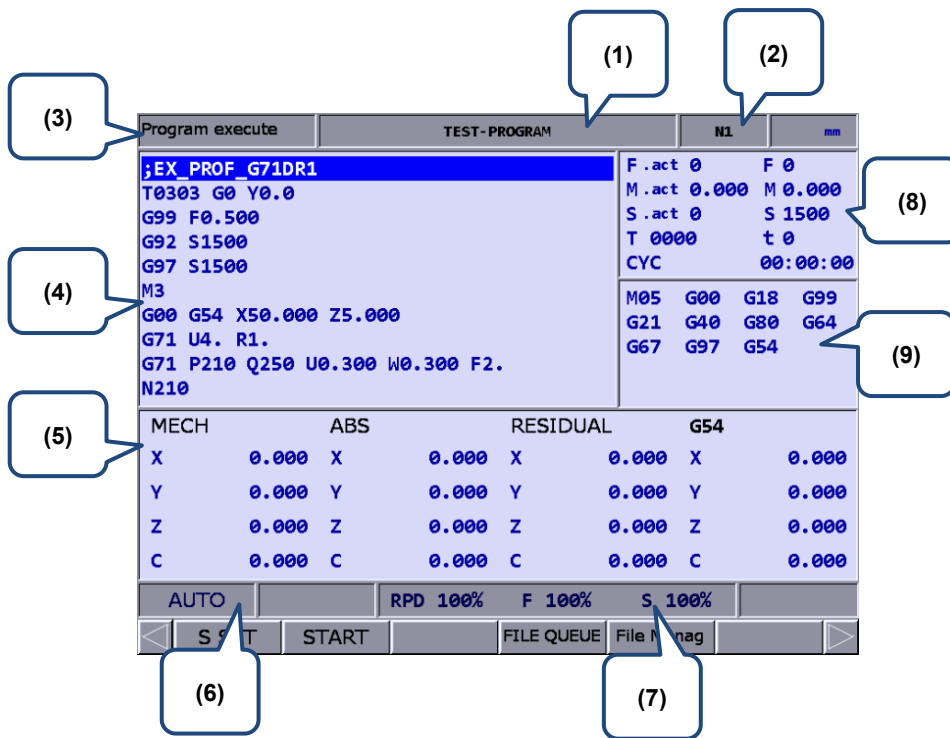 (1)
(2)
(3)
Program execute TEST-PROGRAM N1 mm
;EX_PROF_G71DR1
T0303 G0 Y0.0
G99 F0.500
G92 S1500
G97 S1500
M3
G00 G54 X50.000 Z5.000
G71 U4. R1.
G71 P210 Q250 U0.300 W0.300 F2.
N210
(4)
F.act 0 F 0
M.act 0.000 M 0.000
S.act 0 S 1500
T 0000 t 0
CYC 00:00:00
(8)
M05 G00 G18 G99
G21 G40 G80 G64
G67 G97 G54
(9)
(5)
MECH ABS RESIDUAL G54
X 0.000 X 0.000 X 0.000 X 0.000
Y 0.000 Y 0.000 Y 0.000 Y 0.000
Z 0.000 Z 0.000 Z 0.000 Z 0.000
C 0.000 C 0.000 C 0.000 C 0.000
AUTO RPD 100% F 100% S 100%
START FILE QUEUE File
(6)
(7)